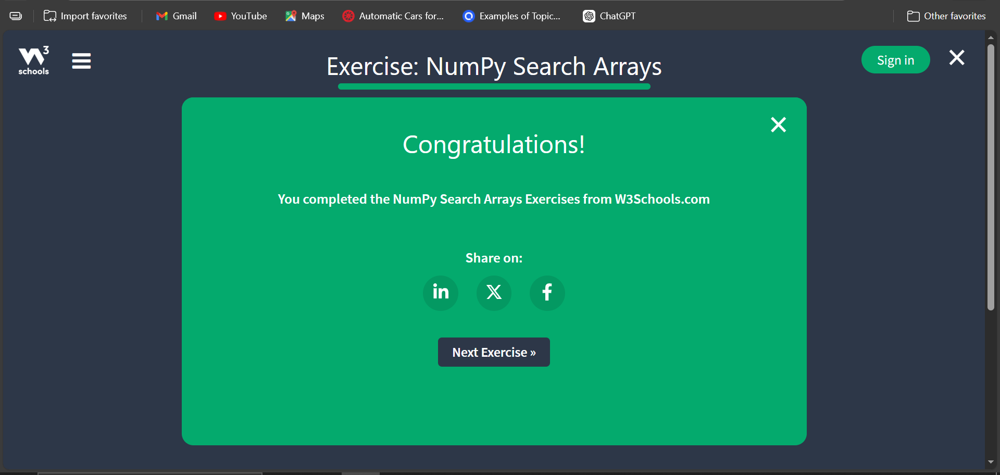 Import favorites
Gmail
YouTube
Maps
Automatic Cars for...
Examples of Topic...
ChatGPT
Other favorites
W3
schools
Exercise: NumPy Search Arrays
Sign in
Congratulations!
You completed the NumPy Search Arrays Exercises from W3Schools.com
Share on:
in
X
f
Next Exercise »